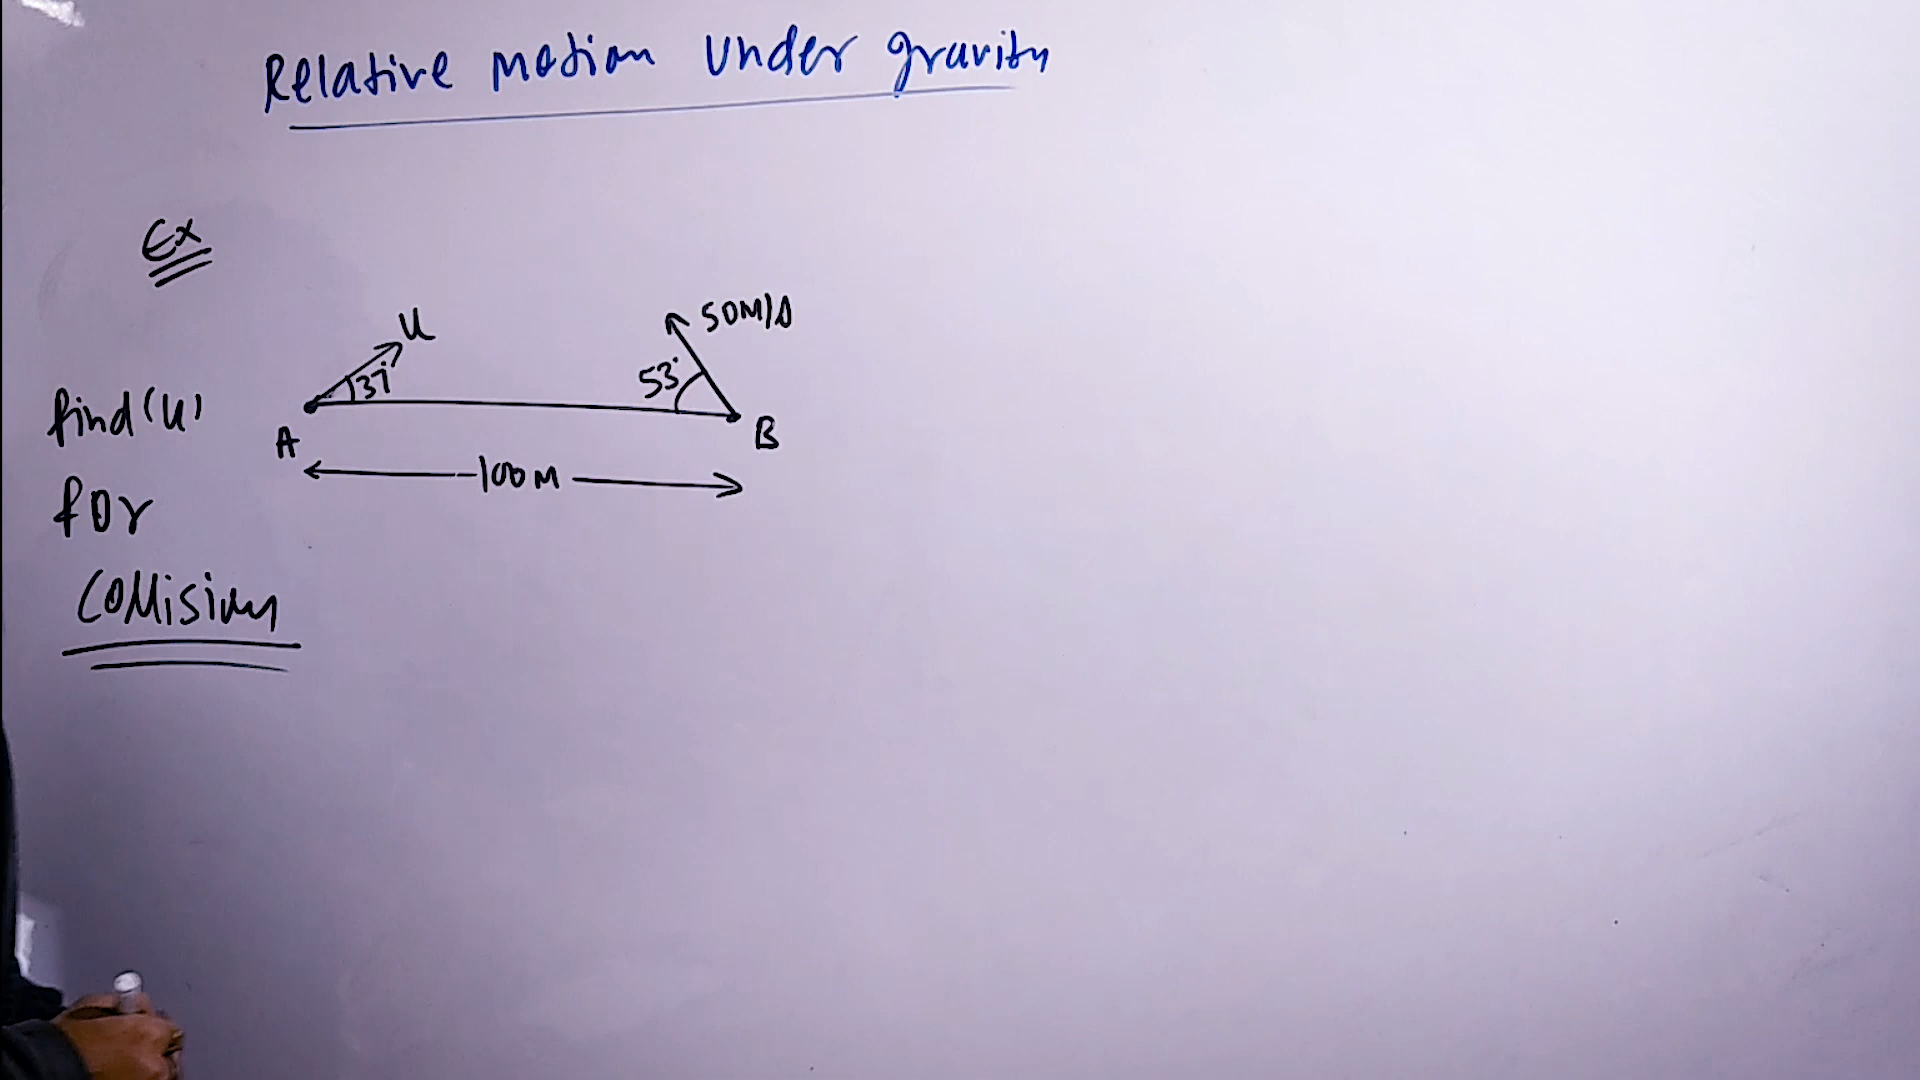 Relative motion under gravity
Ex
u
50m/s
37°
53°
find (u)
A
B
100m
for
Collision